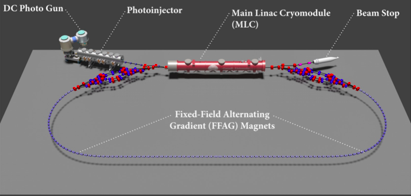 DC Photo Gun
Photoinjector
Main Linac Cryomodule
(MLC)
Beam Stop
Fixed-Field Alternating
Gradient (FFAG) Magnets